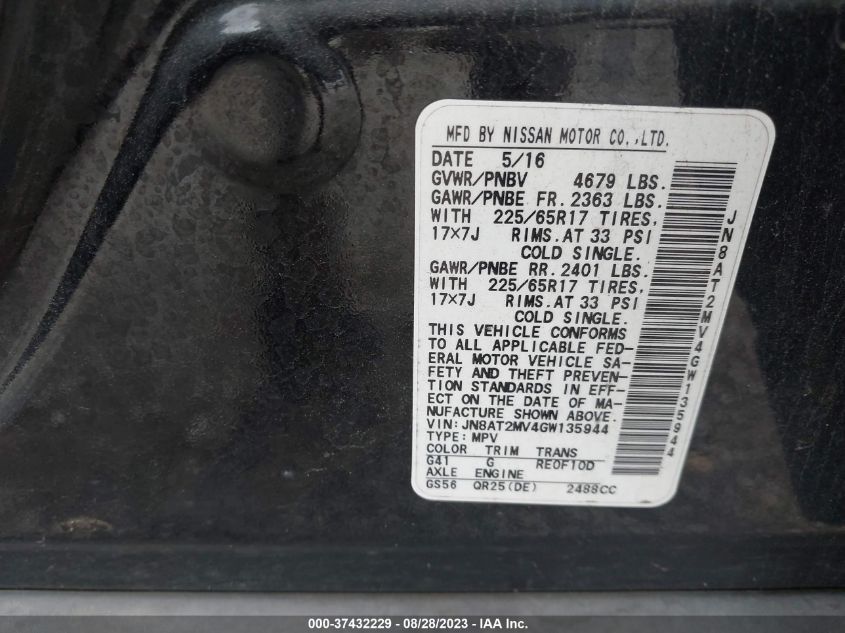 MFD BY NISSAN MOTOR CO.,LTD.
DATE 5/16
GVWR/PNBV 4679 LBS.
GAWR/PNBE FR. 2363 LBS.
WITH 225/65R17 TIRES,
17×7J RIMS.AT 33 PSI
COLD SINGLE.
GAWR/PNBE RR. 2401 LBS.
WITH 225/65R17 TIRES,
17×7J RIMS.AT 33 PSI
COLD SINGLE.
THIS VEHICLE CONFORMS
TO ALL APPLICABLE FED-
ERAL MOTOR VEHICLE SA-
FETY AND THEFT PREVEN-
TION STANDARDS IN EFF-
ECT ON THE DATE OF MA-
NUFACTURE SHOWN ABOVE.
VIN:JN8AT2MV4GW135944
TYPE:MPV
COLOR TRIM TRANS
G41 G RE0F10D
AXLE ENGINE
GS56 QR25(DE) 2488CC
JN8AT2MV4GW135944
000-37432229 - 08/28/2023 - IAA Inc.